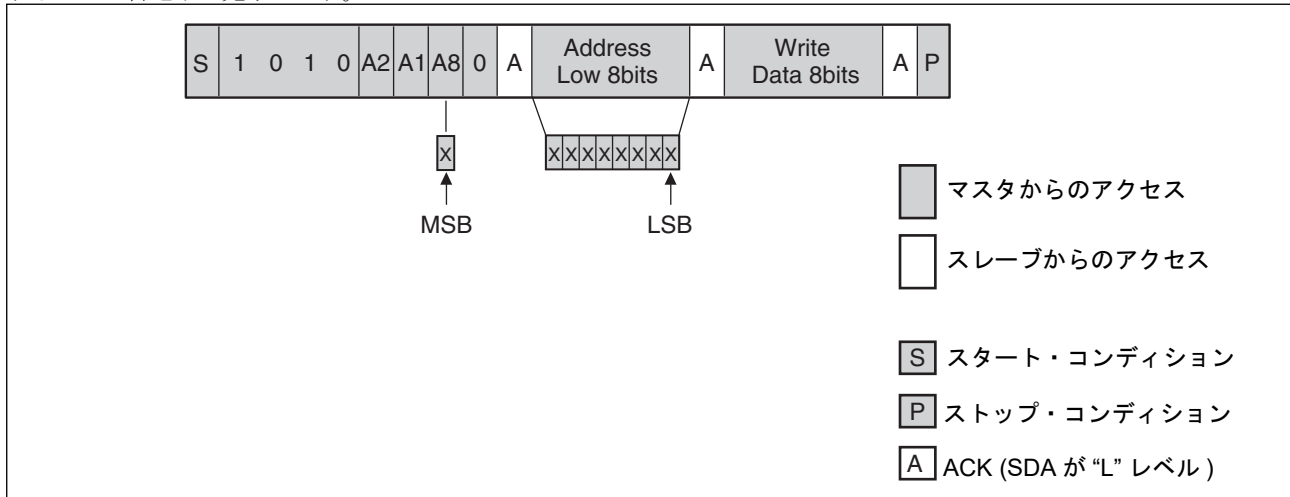 S 1 0 1 0 A2 A1 A8 0 A Address Low 8bits A Write Data 8bits A P
X XXXXXXXX
MSB LSB
マスタからのアクセス
スレーブからのアクセス
S スタート・コンディション
P ストップ・コンディション
A ACK (SDA が “L” レベル )